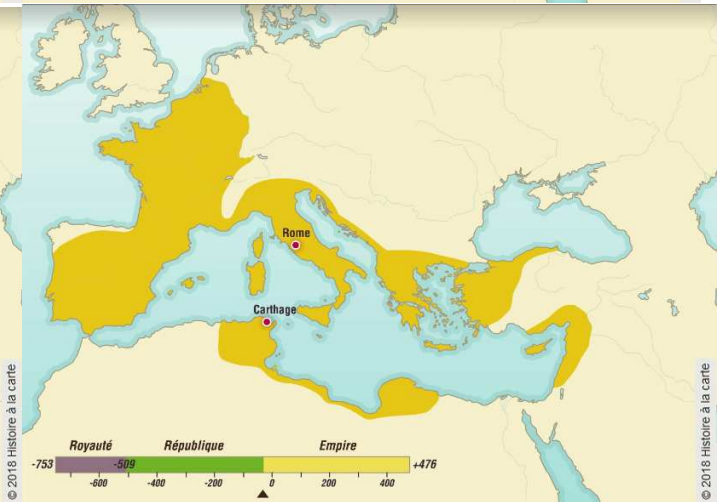 Rome
Carthage
Royauté République Empire
-753 -509 +476
-600 -400 -200 0 200 400
© 2018 Histoire à la carte
© 2018 Histoire à la carte